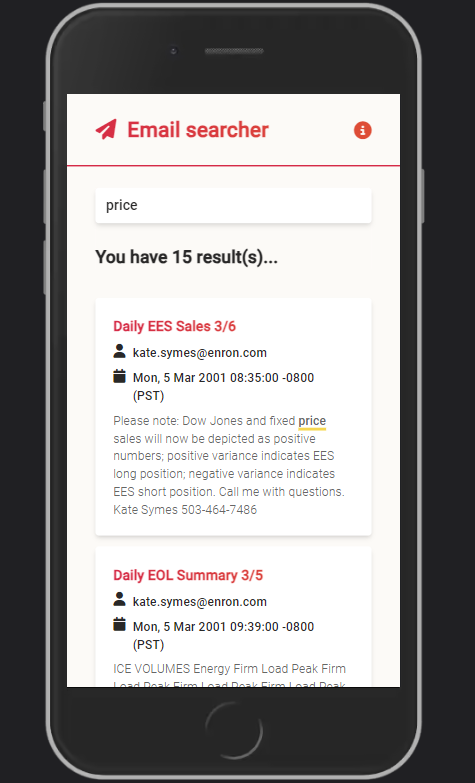 Email searcher
price
You have 15 result(s)...
Daily EES Sales 3/6
kate.symes@enron.com
Mon, 5 Mar 2001 08:35:00 -0800
(PST)
Please note: Dow Jones and fixed price
sales will now be depicted as positive
numbers; positive variance indicates EES
long position; negative variance indicates
EES short position. Call me with questions.
Kate Symes 503-464-7486
Daily EOL Summary 3/5
kate.symes@enron.com
Mon, 5 Mar 2001 09:39:00 -0800
(PST)
ICE VOLUMES Energy Firm Load Peak Firm
Load Peak Firm Load Peak Firm Load Peak